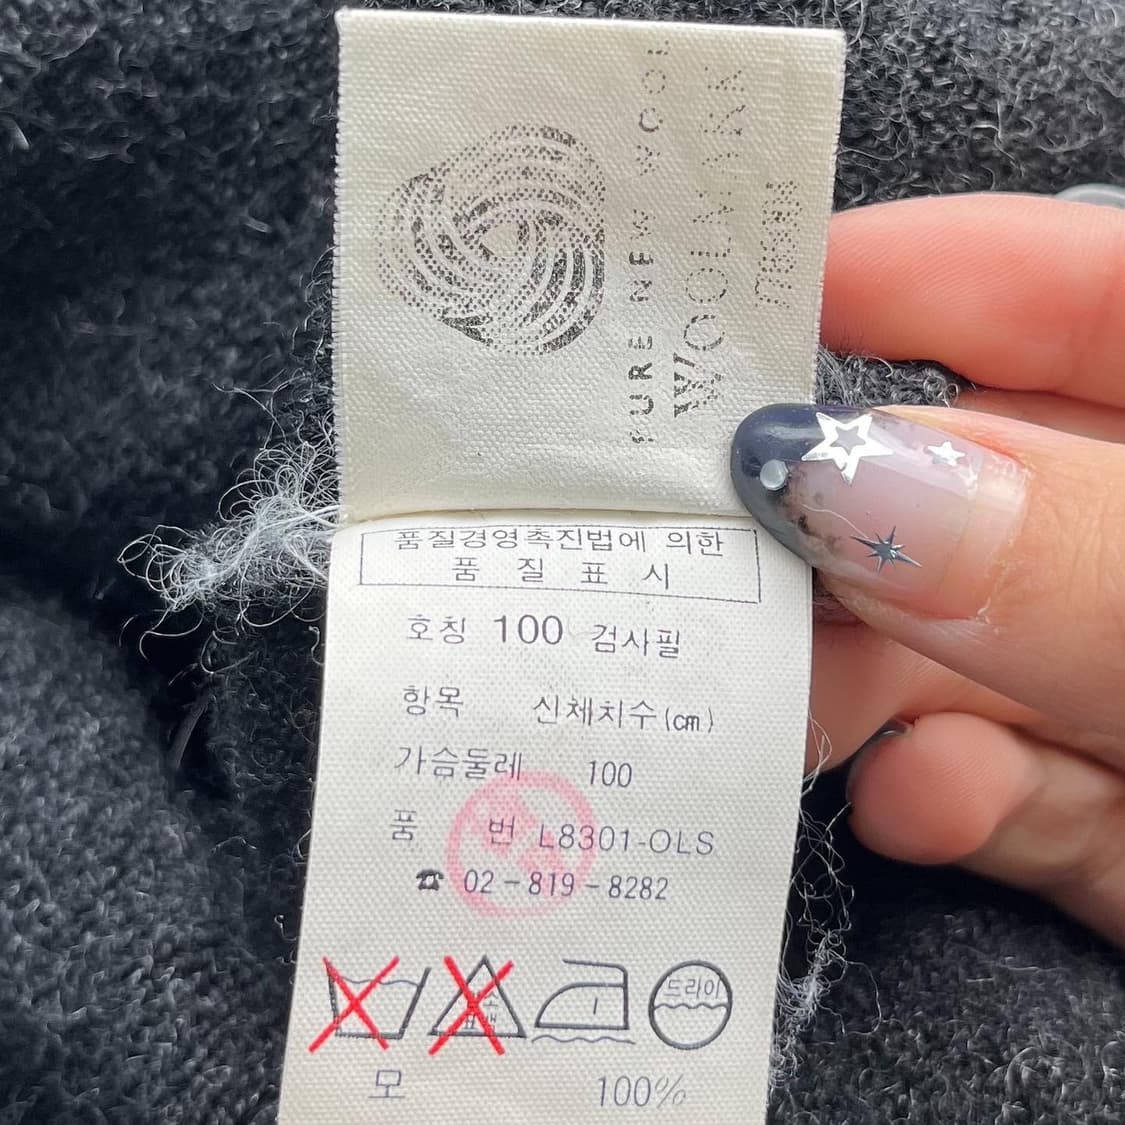 PURE NEW WOOL
WOOLMARK
품질경영촉진법에 의한
품 질 표 시
호칭 100 검사필
항목 신체치수(cm)
가슴둘레 100
품 번 L8301-OLS
☎ 02-819-8282
드라이
모 100%